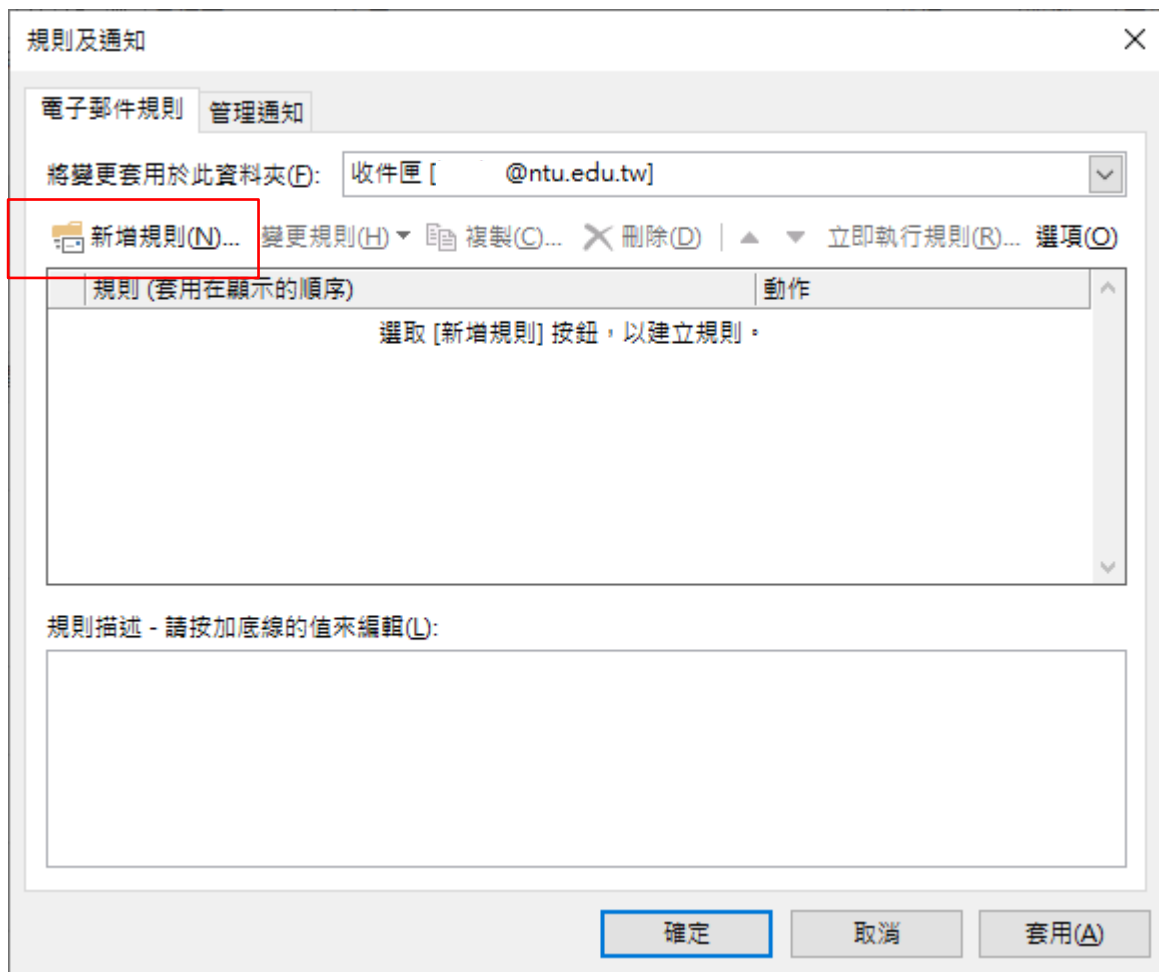 規則及通知
電子郵件規則 管理通知
將變更套用於此資料夾(F): 收件匣 [ @ntu.edu.tw]
新增規則(N)... 變更規則(H) 複製(C)... 刪除(D) 立即執行規則(R)... 選項(O)
規則 (套用在顯示的順序) 動作
選取 [新增規則] 按鈕，以建立規則。
規則描述 - 請按加底線的值來編輯(L):
確定 取消 套用(A)